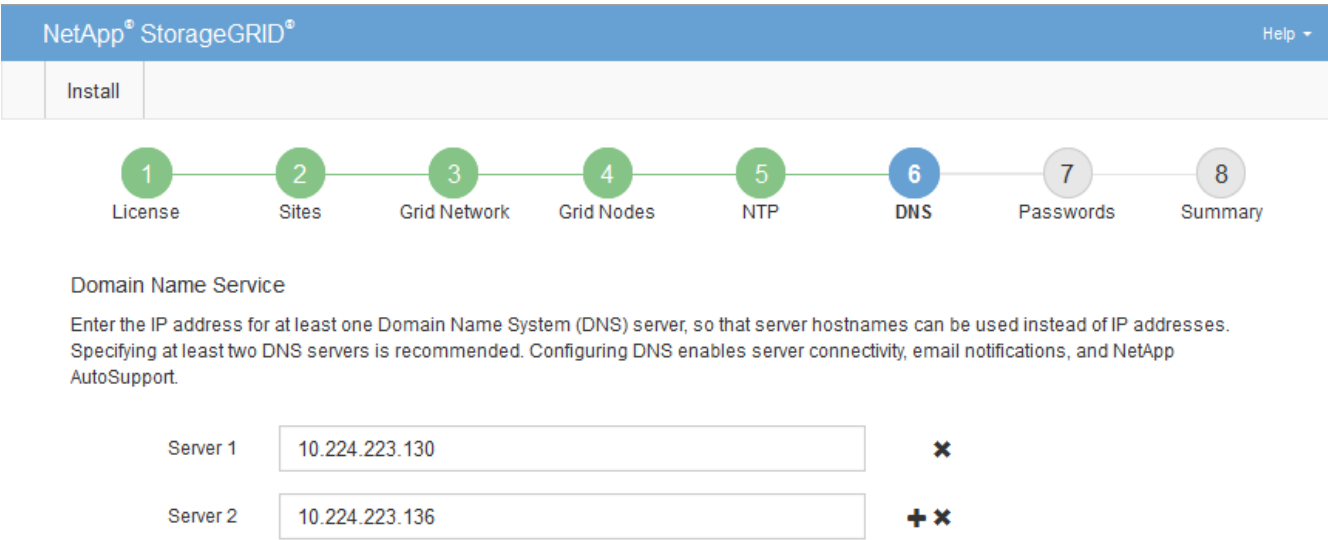 NetApp® StorageGRID®
Help
Install
1 2 3 4 5 6 7 8
License Sites Grid Network Grid Nodes NTP DNS Passwords Summary
Domain Name Service
Enter the IP address for at least one Domain Name System (DNS) server, so that server hostnames can be used instead of IP addresses.
Specifying at least two DNS servers is recommended. Configuring DNS enables server connectivity, email notifications, and NetApp
AutoSupport.
Server 1 10.224.223.130
Server 2 10.224.223.136